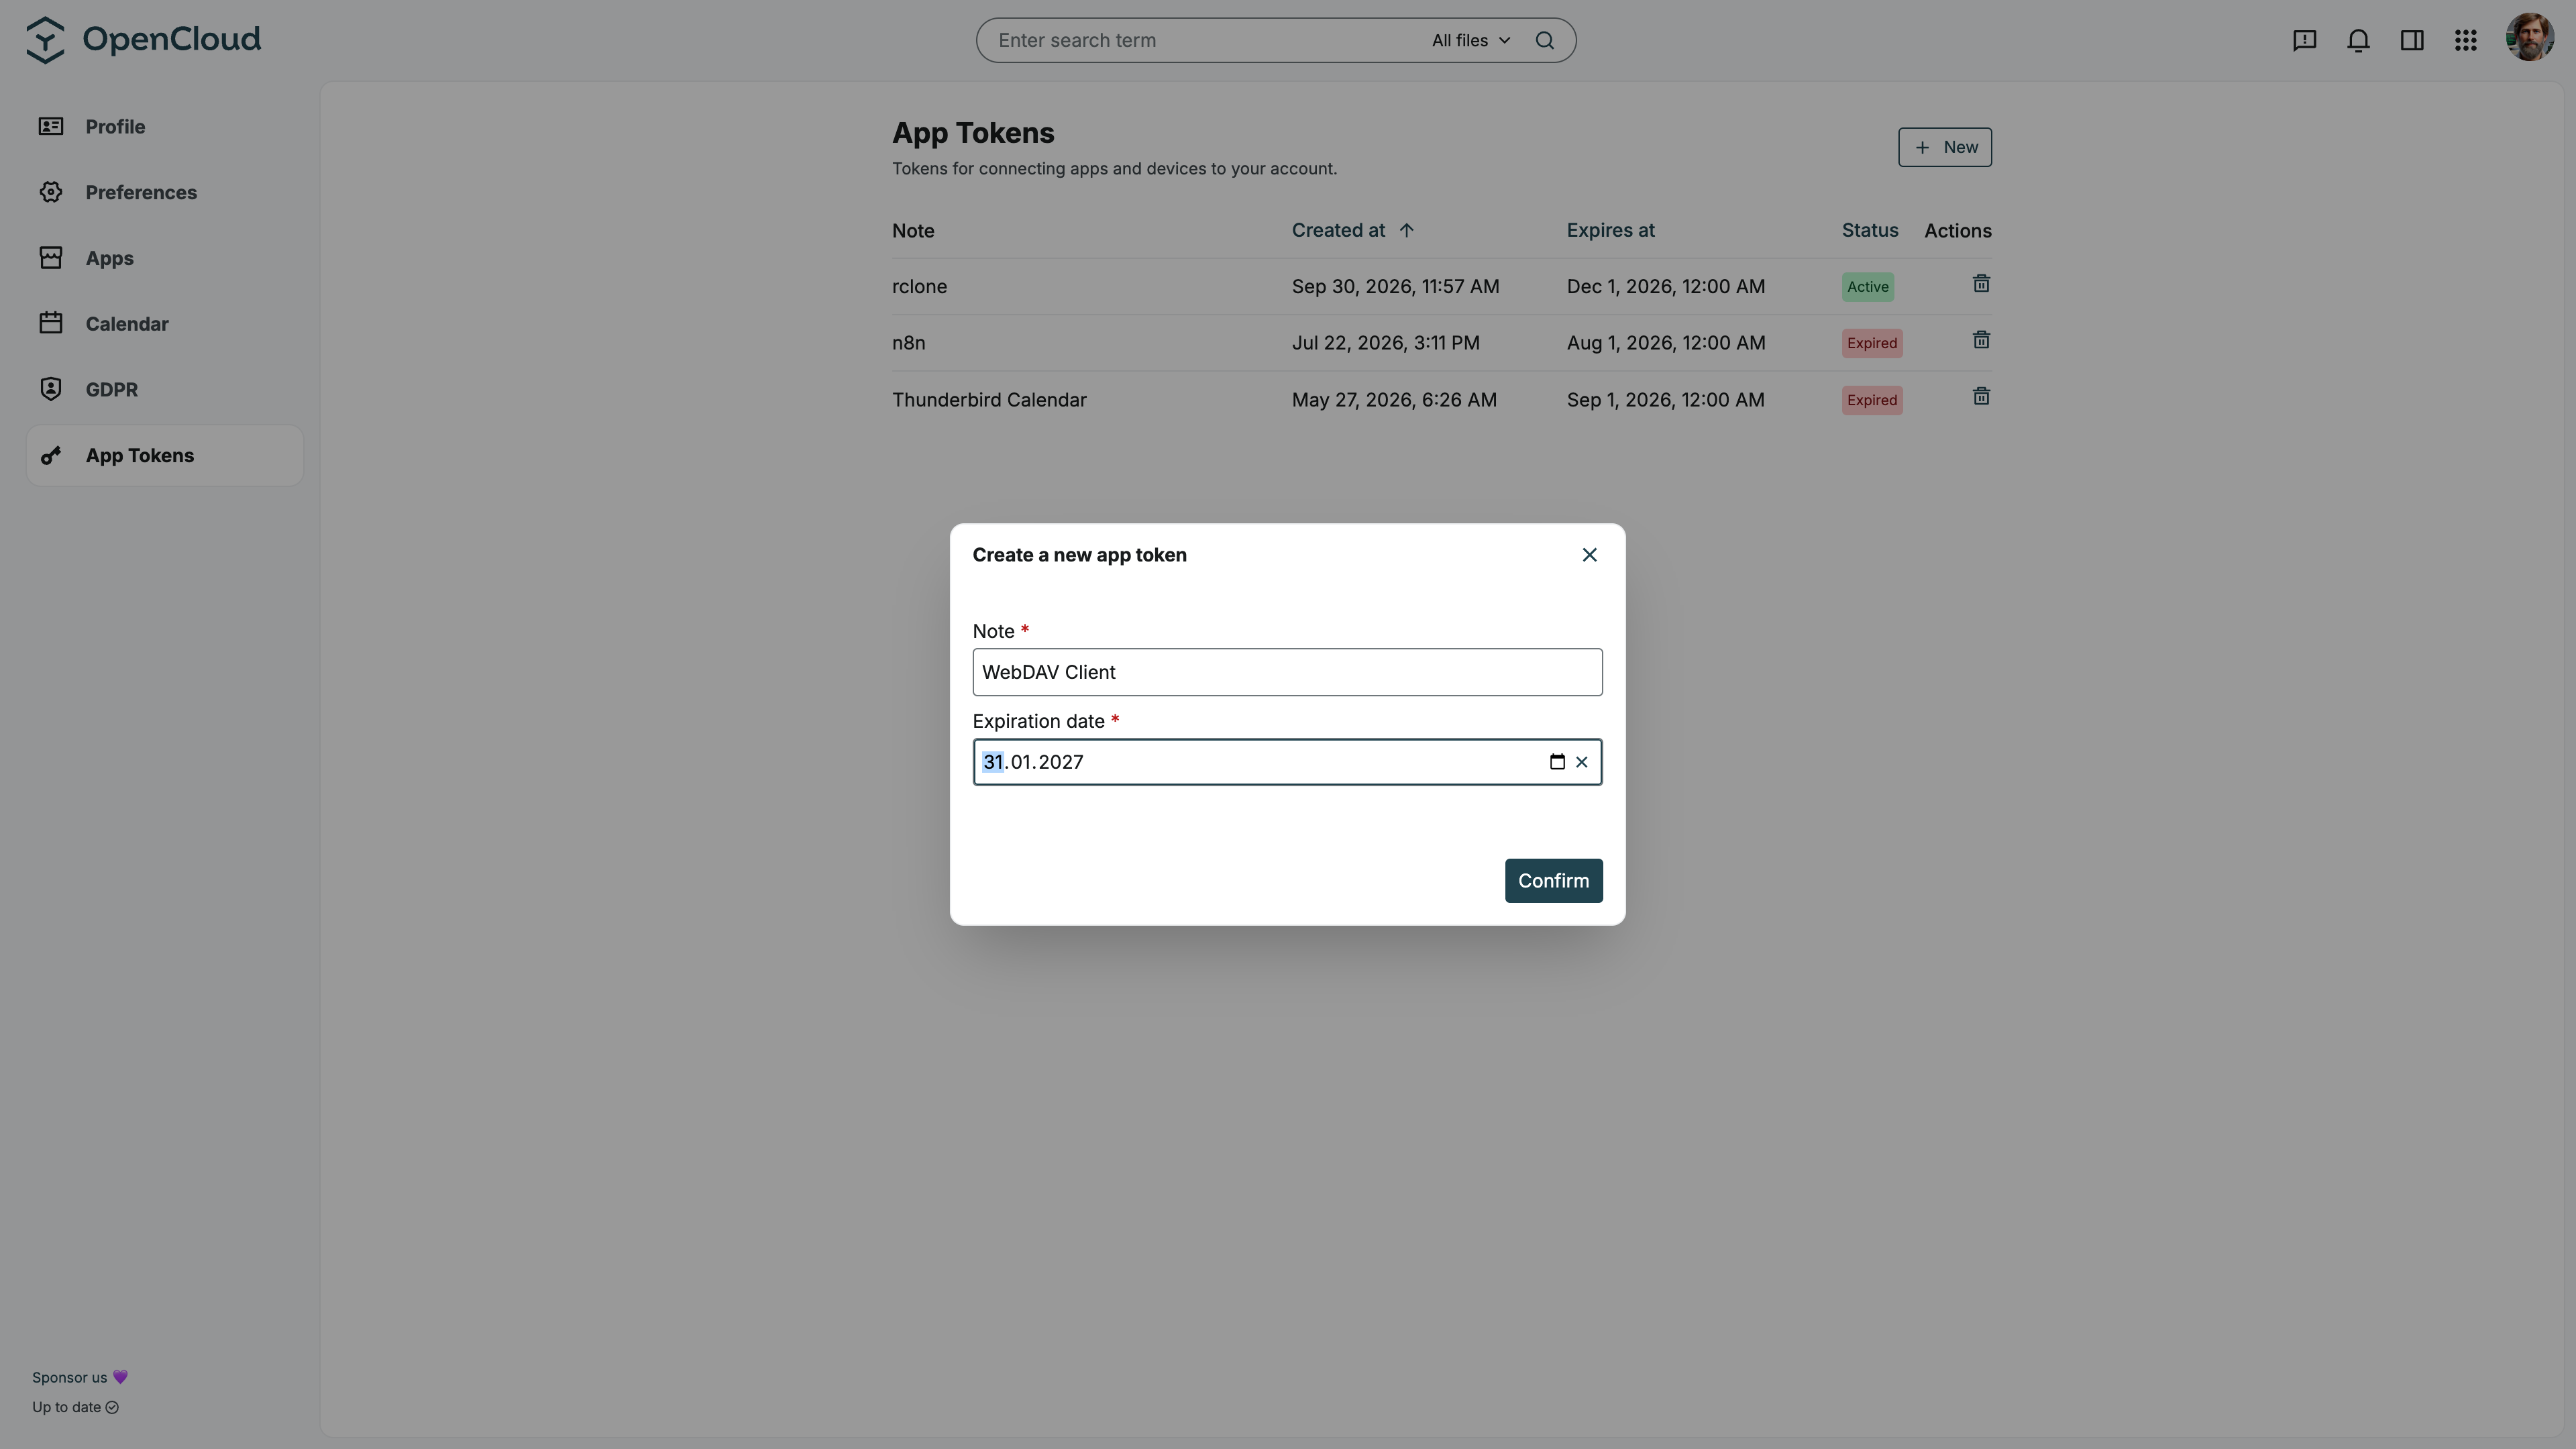 OpenCloud
Enter search term
All files
Profile
Preferences
Apps
Calendar
GDPR
App Tokens
App Tokens
Tokens for connecting apps and devices to your account.
+ New
Note Created at Expires at Status Actions
rclone Sep 30, 2026, 11:57 AM Dec 1, 2026, 12:00 AM Active
n8n Jul 22, 2026, 3:11 PM Aug 1, 2026, 12:00 AM Expired
Thunderbird Calendar May 27, 2026, 6:26 AM Sep 1, 2026, 12:00 AM Expired
Create a new app token
Note *
WebDAV Client
Expiration date *
31.01.2027
Confirm
Sponsor us 💜
Up to date